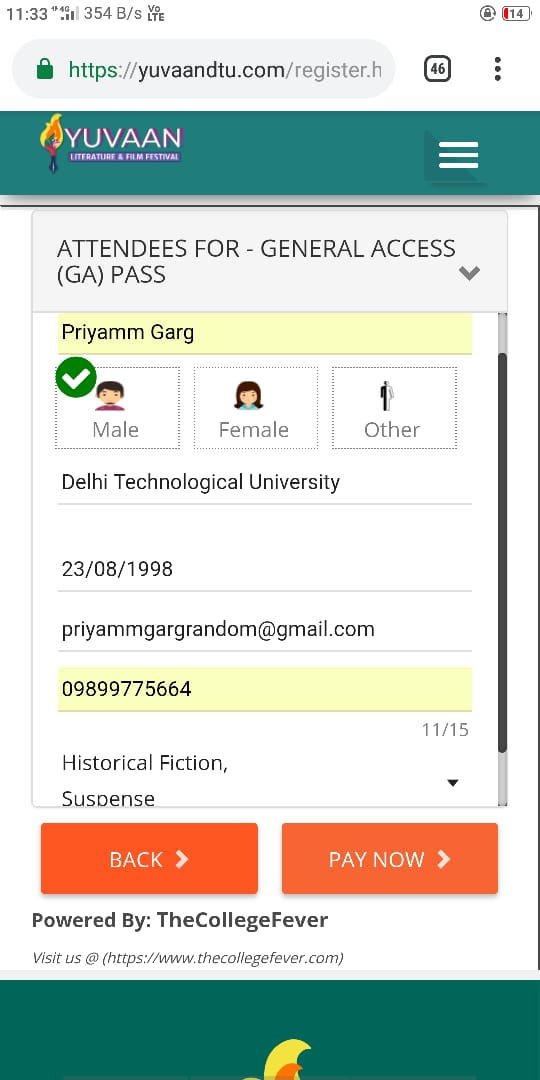 11:33 4G 354 B/s VO LTE 14
https://yuvaandtu.com/register.h 46
YUVAAN
LITERATURE & FILM FESTIVAL
ATTENDEES FOR - GENERAL ACCESS
(GA) PASS
Priyamm Garg
Male Female Other
Delhi Technological University
23/08/1998
priyammgargrandom@gmail.com
09899775664
11/15
Historical Fiction,
Suspense
BACK PAY NOW
Powered By: TheCollegeFever
Visit us @ (https://www.thecollegefever.com)